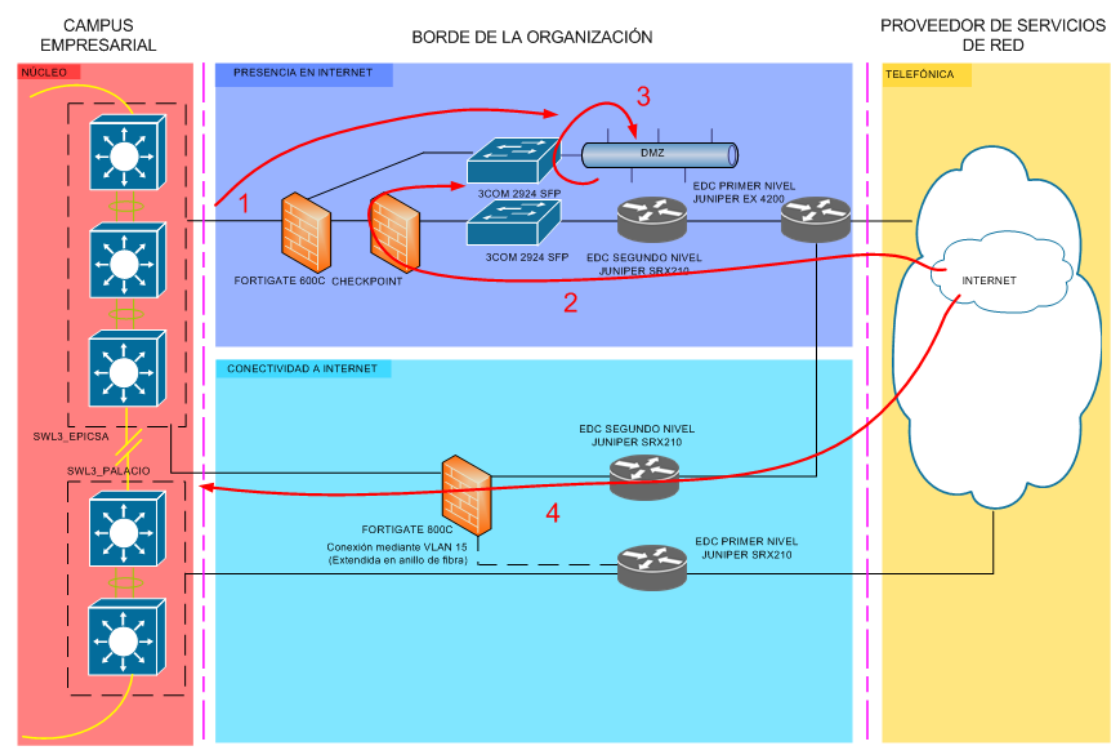 CAMPUS
EMPRESARIAL
BORDE DE LA ORGANIZACIÓN
PROVEEDOR DE SERVICIOS
DE RED
NÚCLEO
PRESENCIA EN INTERNET
TELEFÓNICA
3
DMZ
1
3COM 2924 SFP
EDC PRIMER NIVEL
JUNIPER EX 4200
3COM 2924 SFP
EDC SEGUNDO NIVEL
JUNIPER SRX210
FORTIGATE 600C
CHECKPOINT
2
INTERNET
CONECTIVIDAD A INTERNET
SWL3_EPICSA
SWL3_PALACIO
EDC SEGUNDO NIVEL
JUNIPER SRX210
4
FORTIGATE 800C
Conexión mediante VLAN 15
(Extendida en anillo de fibra)
EDC PRIMER NIVEL
JUNIPER SRX210